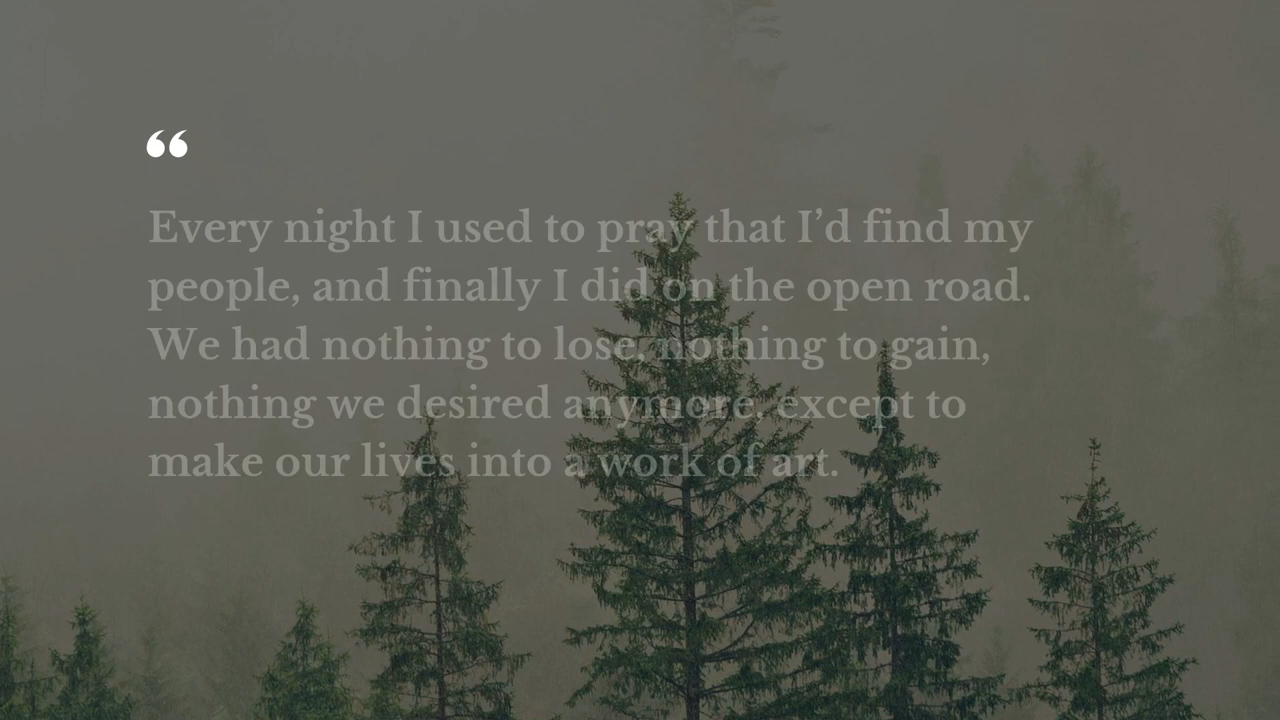 “
Every night I used to pray that I’d find my
people, and finally I did on the open road.
We had nothing to lose, nothing to gain,
nothing we desired anymore, except to
make our lives into a work of art.